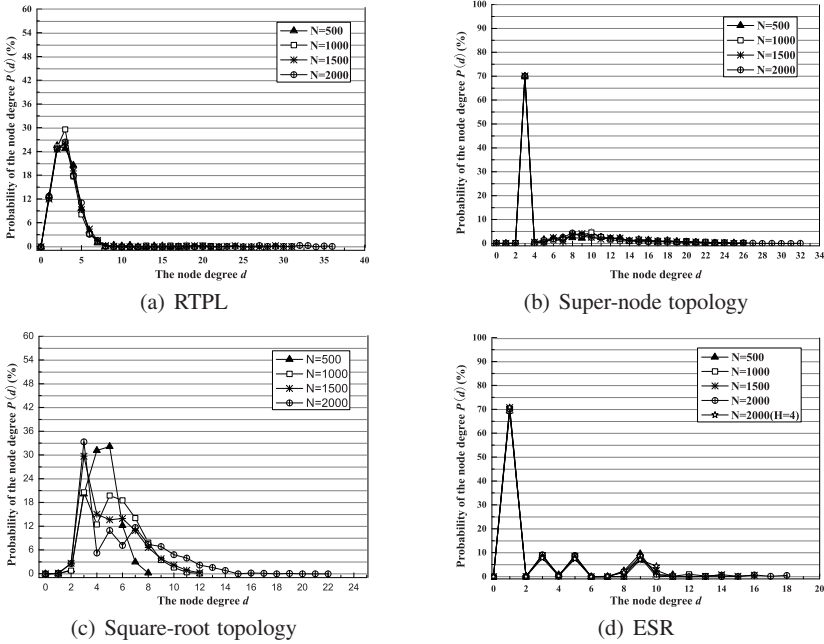 60
54
48
42
36
30
24
18
12
6
0
Probability of the node degree P(d) (%)
N=500
N=1000
N=1500
N=2000
0 5 10 15 20 25 30 35 40
The node degree d
(a) RTPL
100
90
80
70
60
50
40
30
20
10
0
Probability of the node degree P(d) (%)
N=500
N=1000
N=1500
N=2000
0 2 4 6 8 10 12 14 16 18 20 22 24 26 28 30 32 34
The node degree d
(b) Super-node topology
60
54
48
42
36
30
24
18
12
6
0
Probability of the node degree P(d) (%)
N=500
N=1000
N=1500
N=2000
0 2 4 6 8 10 12 14 16 18 20 22 24
The node degree d
(c) Square-root topology
100
90
80
70
60
50
40
30
20
10
0
Probability of the node degree P(d) (%)
N=500
N=1000
N=1500
N=2000
N=2000(H=4)
0 2 4 6 8 10 12 14 16 18 20
The node degree d
(d) ESR